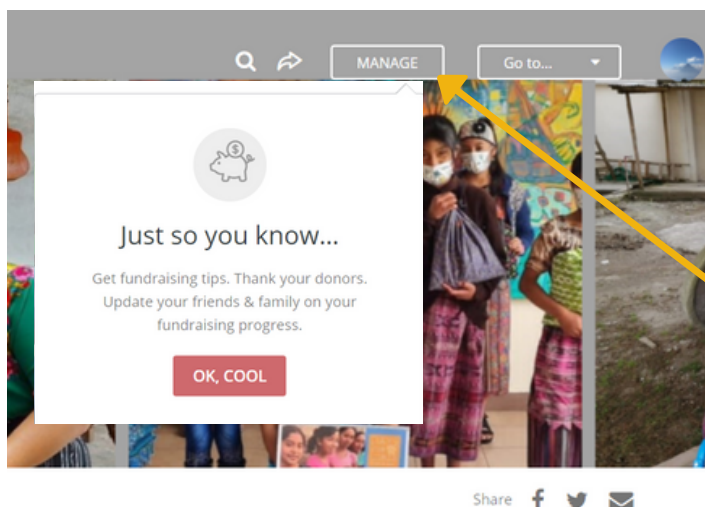 MANAGE
Go to...
Just so you know...
Get fundraising tips. Thank your donors.
Update your friends & family on your
fundraising progress.
OK, COOL
Share